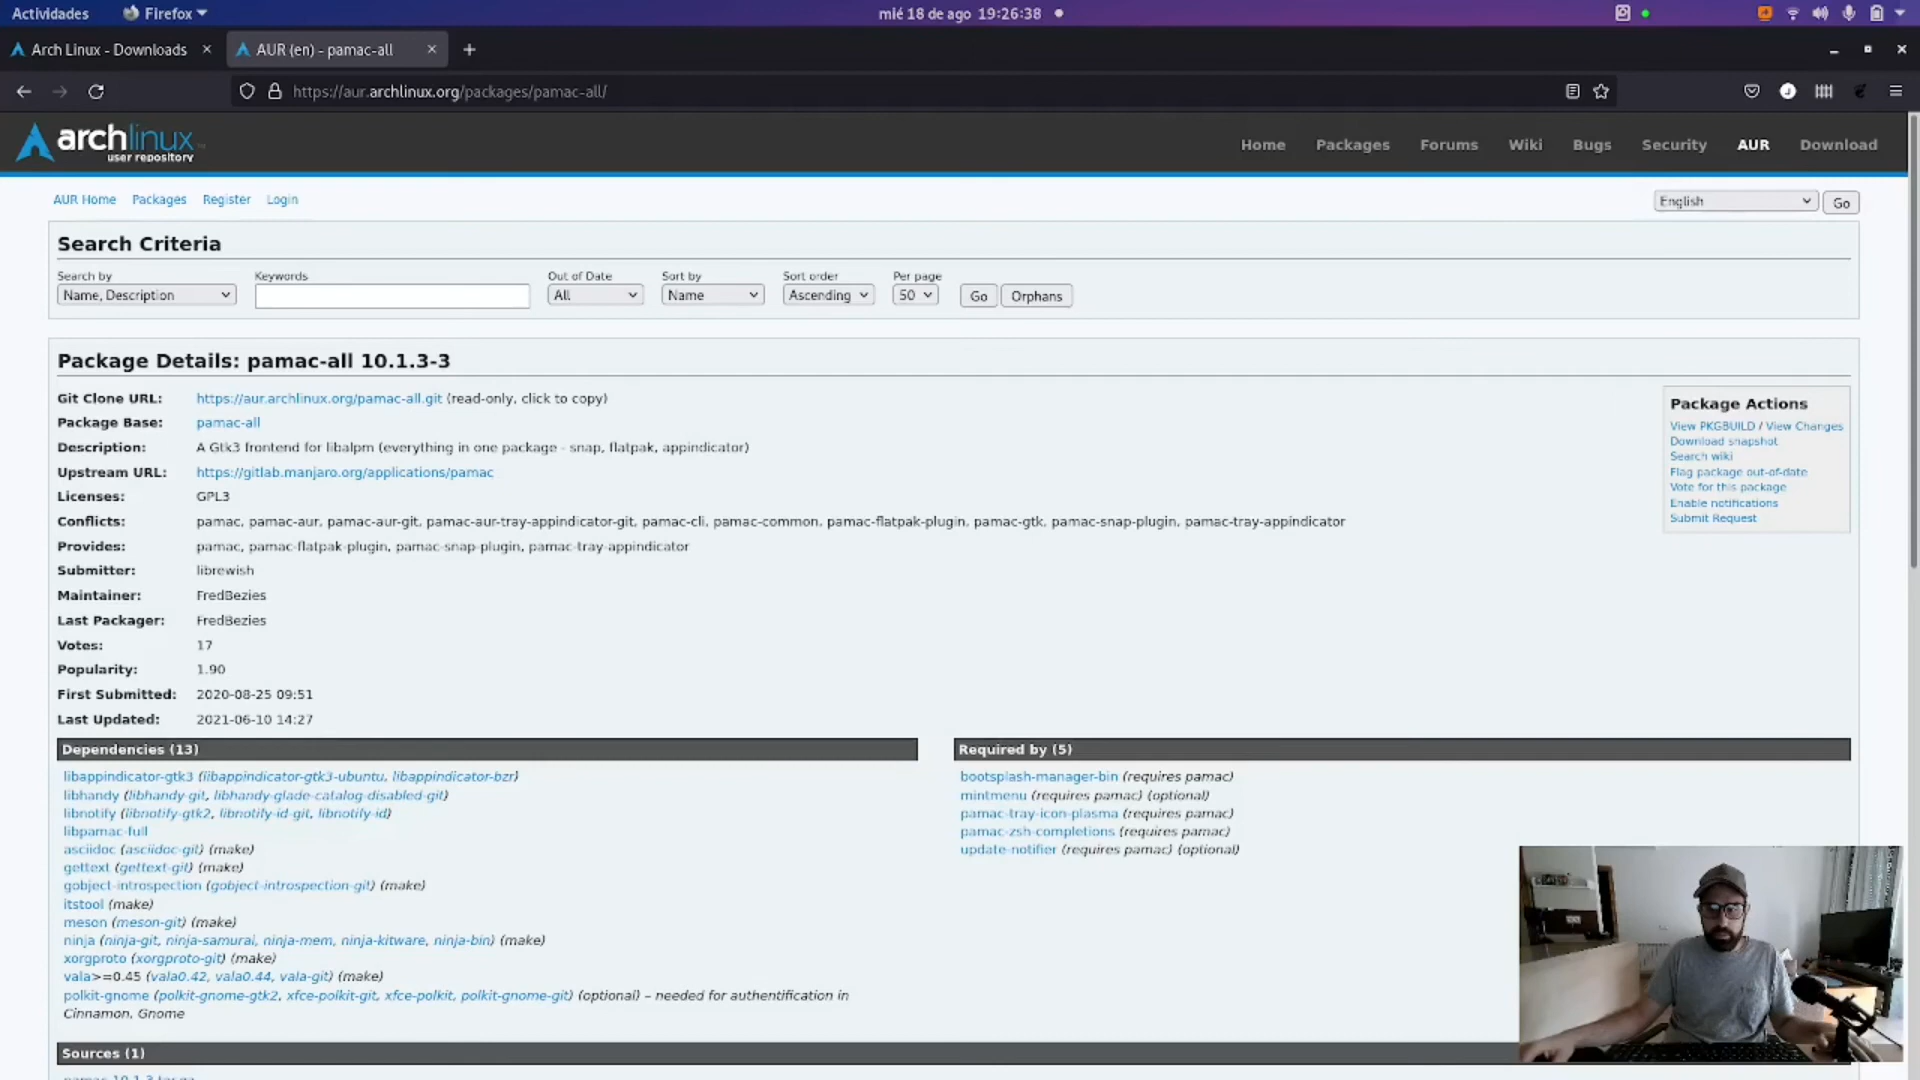 Actividades Firefox mié 18 de ago 19:26:38
Arch Linux - Downloads AUR (en) - pamac-all
https://aur.archlinux.org/packages/pamac-all/
archlinux
user repository
Home Packages Forums Wiki Bugs Security AUR Download
AUR Home Packages Register Login English Go
Search Criteria
Search by Keywords Out of Date Sort by Sort order Per page
Name, Description All Name Ascending 50 Go Orphans
Package Details: pamac-all 10.1.3-3
Git Clone URL: https://aur.archlinux.org/pamac-all.git (read-only, click to copy)
Package Base: pamac-all
Description: A Gtk3 frontend for libalpm (everything in one package - snap, flatpak, appindicator)
Upstream URL: https://gitlab.manjaro.org/applications/pamac
Licenses: GPL3
Conflicts: pamac, pamac-aur, pamac-aur-git, pamac-aur-tray-appindicator-git, pamac-cli, pamac-common, pamac-flatpak-plugin, pamac-gtk, pamac-snap-plugin, pamac-tray-appindicator
Provides: pamac, pamac-flatpak-plugin, pamac-snap-plugin, pamac-tray-appindicator
Submitter: librewish
Maintainer: FredBezies
Last Packager: FredBezies
Votes: 17
Popularity: 1.90
First Submitted: 2020-08-25 09:51
Last Updated: 2021-06-10 14:27
Package Actions
View PKGBUILD / View Changes
Download snapshot
Search wiki
Flag package out-of-date
Vote for this package
Enable notifications
Submit Request
Dependencies (13)
libappindicator-gtk3 (libappindicator-gtk3-ubuntu, libappindicator-bzr)
libhandy (libhandy-git, libhandy-glade-catalog-disabled-git)
libnotify (libnotify-gtk2, libnotify-id-git, libnotify-id)
libpamac-full
asciidoc (asciidoc-git) (make)
gettext (gettext-git) (make)
gobject-introspection (gobject-introspection-git) (make)
itstool (make)
meson (meson-git) (make)
ninja (ninja-git, ninja-samurai, ninja-mem, ninja-kitware, ninja-bin) (make)
xorgproto (xorgproto-git) (make)
vala>=0.45 (vala0.42, vala0.44, vala-git) (make)
polkit-gnome (polkit-gnome-gtk2, xfce-polkit-git, xfce-polkit, polkit-gnome-git) (optional) – needed for authentification in
Cinnamon, Gnome
Required by (5)
bootsplash-manager-bin (requires pamac)
mintmenu (requires pamac) (optional)
pamac-tray-icon-plasma (requires pamac)
pamac-zsh-completions (requires pamac)
update-notifier (requires pamac) (optional)
Sources (1)